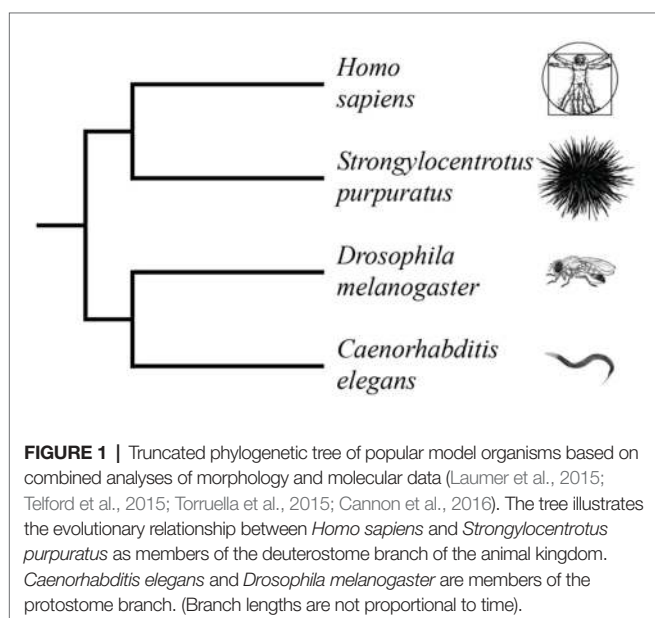 Homo
sapiens
Strongylocentrotus
purpuratus
Drosophila
melanogaster
Caenorhabditis
elegans
FIGURE 1 | Truncated phylogenetic tree of popular model organisms based on
combined analyses of morphology and molecular data (Laumer et al., 2015;
Telford et al., 2015; Torruella et al., 2015; Cannon et al., 2016). The tree illustrates
the evolutionary relationship between Homo sapiens and Strongylocentrotus
purpuratus as members of the deuterostome branch of the animal kingdom.
Caenorhabditis elegans and Drosophila melanogaster are members of the
protostome branch. (Branch lengths are not proportional to time).